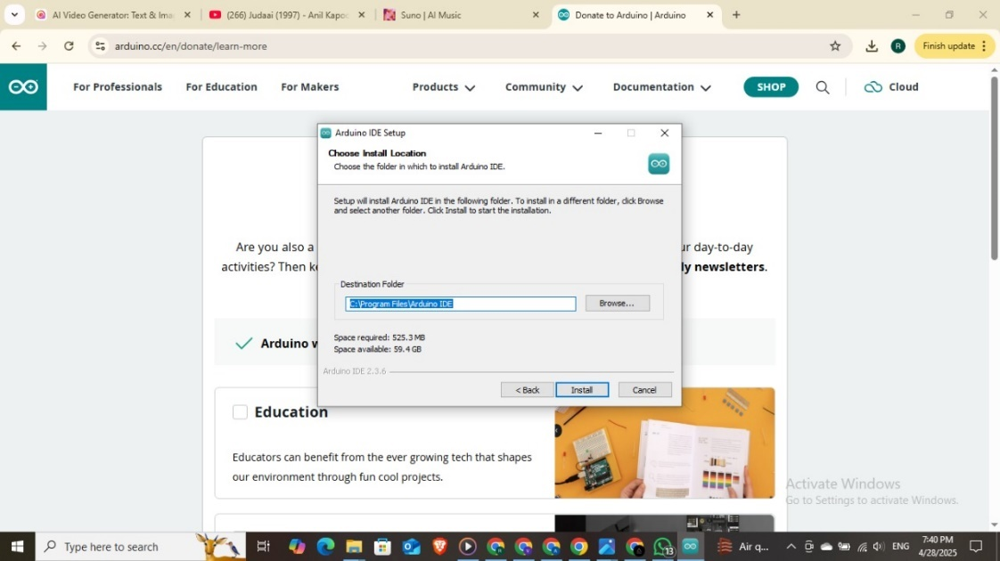 AI Video Generator: Text & Ima
(266) Judaai (1997) - Anil Kapo
Suno | AI Music
Donate to Arduino | Arduino
arduino.cc/en/donate/learn-more
R
Finish update
For Professionals
For Education
For Makers
Products
Community
Documentation
SHOP
Cloud
Arduino IDE Setup
Choose Install Location
Choose the folder in which to install Arduino IDE.
Setup will install Arduino IDE in the following folder. To install in a different folder, click Browse
and select another folder. Click Install to start the installation.
Are you also a
ur day-to-day
activities? Then ke
ly newsletters.
Destination Folder
C:\Program Files\Arduino IDE
Browse...
Space required: 525.3 MB
Space available: 59.4 GB
Arduino w
Arduino IDE 2.3.6
< Back
Install
Cancel
Education
Educators can benefit from the ever growing tech that shapes
our environment through fun cool projects.
Activate Windows
Go to Settings to activate Windows.
Type here to search
13
Air q...
ENG
7:40 PM
4/28/2025